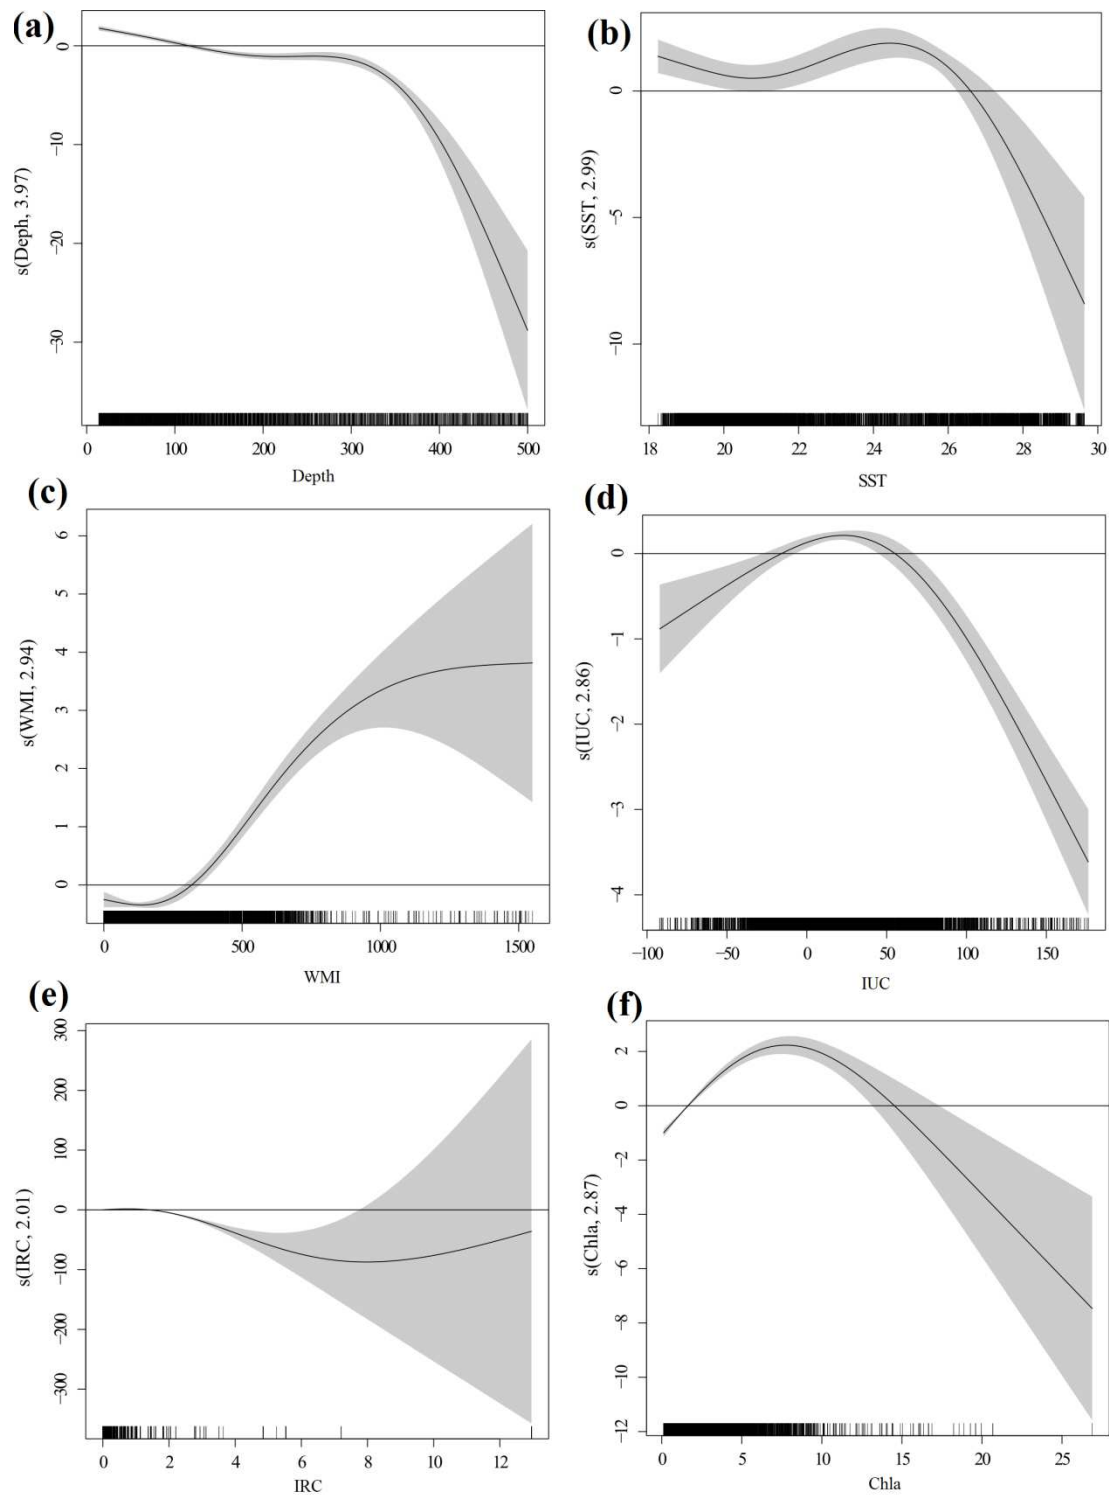 (a)
0
−10
−20
−30
s(Deph, 3.97)
0 100 200 300 400 500
Depth
(b)
0
−5
−10
s(SST, 2.99)
18 20 22 24 26 28 30
SST
(c)
6
5
4
3
2
1
0
s(WMI, 2.94)
0 500 1000 1500
WMI
(d)
0
−1
−2
−3
−4
s(IUC, 2.86)
−100 −50 0 50 100 150
IUC
(e)
300
200
100
0
−100
−200
−300
s(IRC, 2.01)
0 2 4 6 8 10 12
IRC
(f)
2
0
−2
−4
−6
−8
−10
−12
s(Chla, 2.87)
0 5 10 15 20 25
Chla